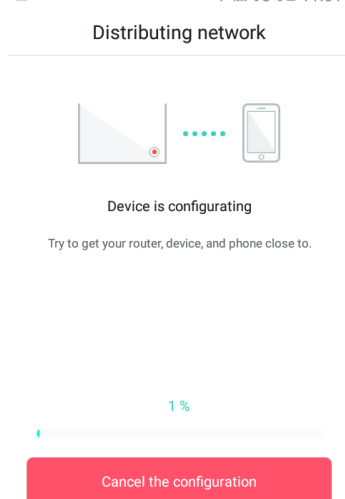 Distributing network
Device is configurating
Try to get your router, device, and phone close to.
1 %
Cancel the configuration